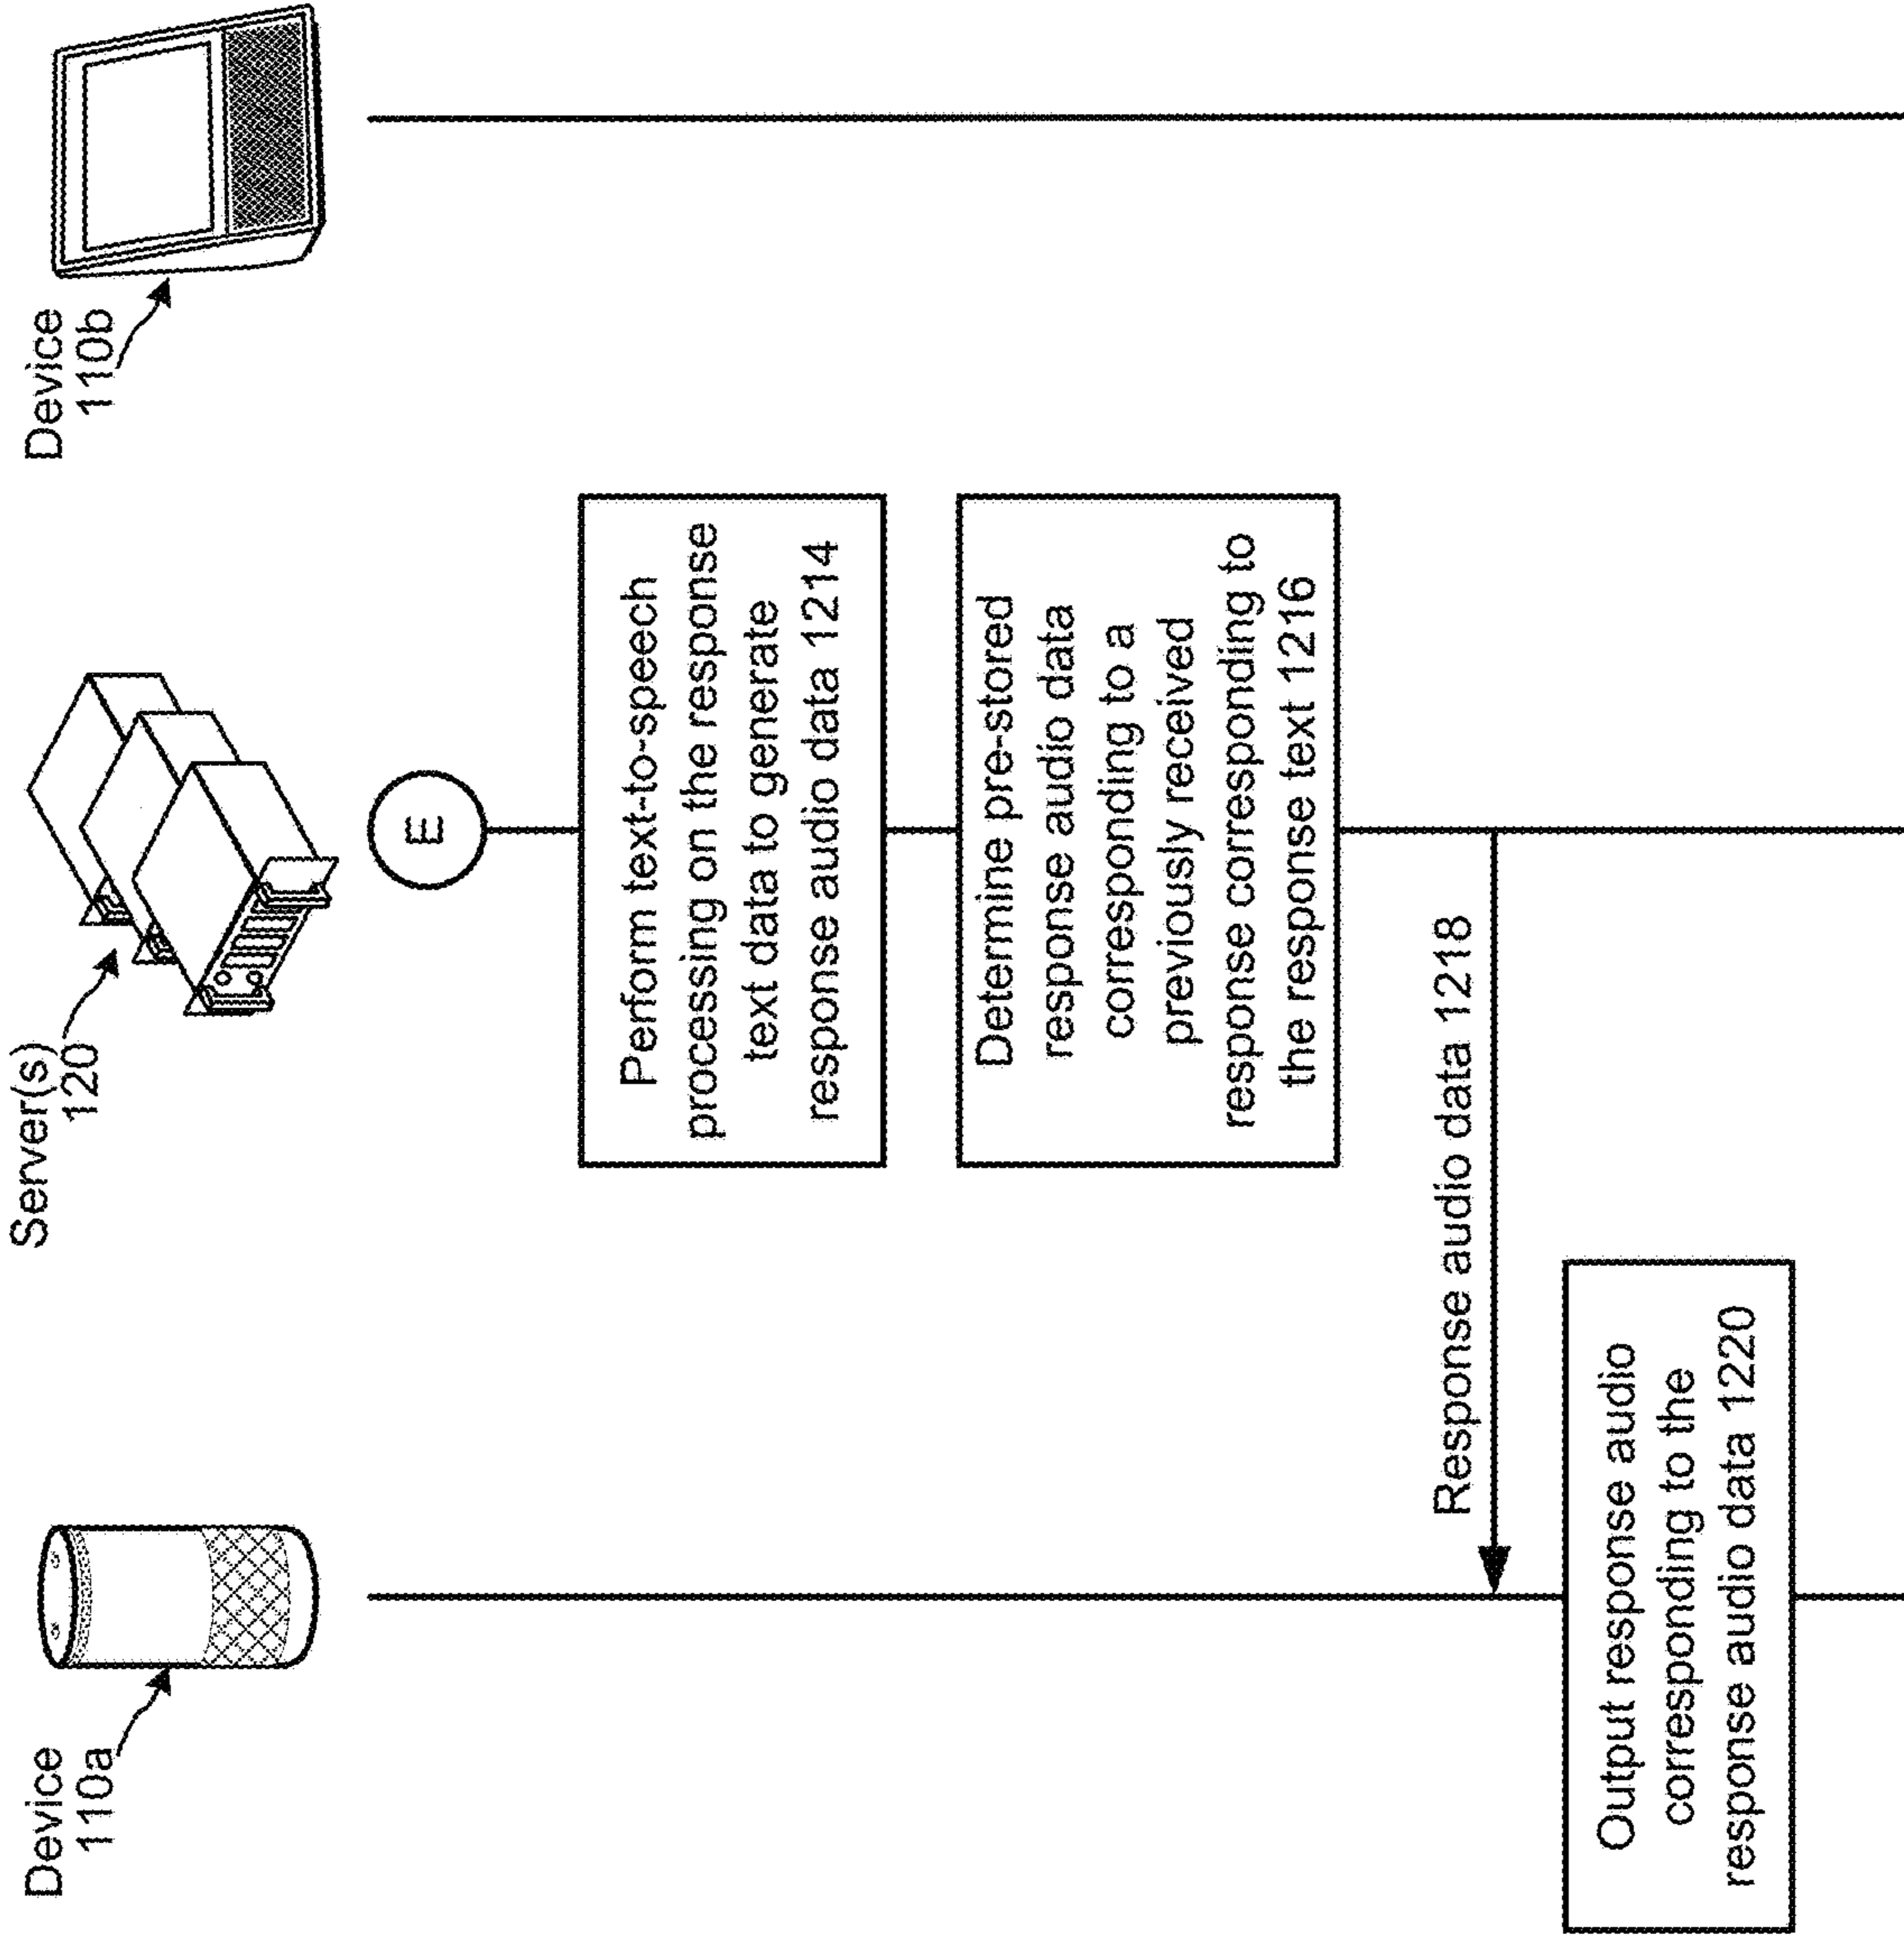 Device
110a
Server(s)
120
Device
110b
E
Perform text-to-speech
processing on the response
text data to generate
response audio data 1214
Determine pre-stored
response audio data
corresponding to a
previously received
response corresponding to
the response text 1216
Response audio data 1218
Output response audio
corresponding to the
response audio data 1220